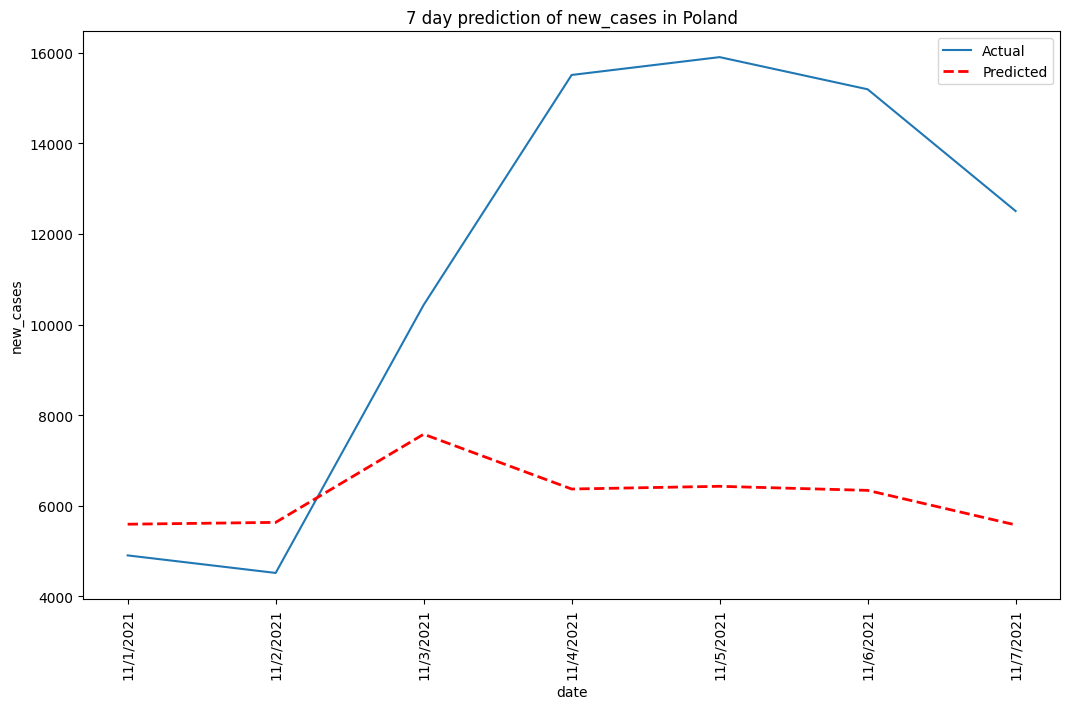 7 day prediction of new_cases in Poland
Actual
Predicted
16000
14000
12000
10000
8000
6000
4000
new_cases
11/1/2021
11/2/2021
11/3/2021
11/4/2021
11/5/2021
11/6/2021
11/7/2021
date